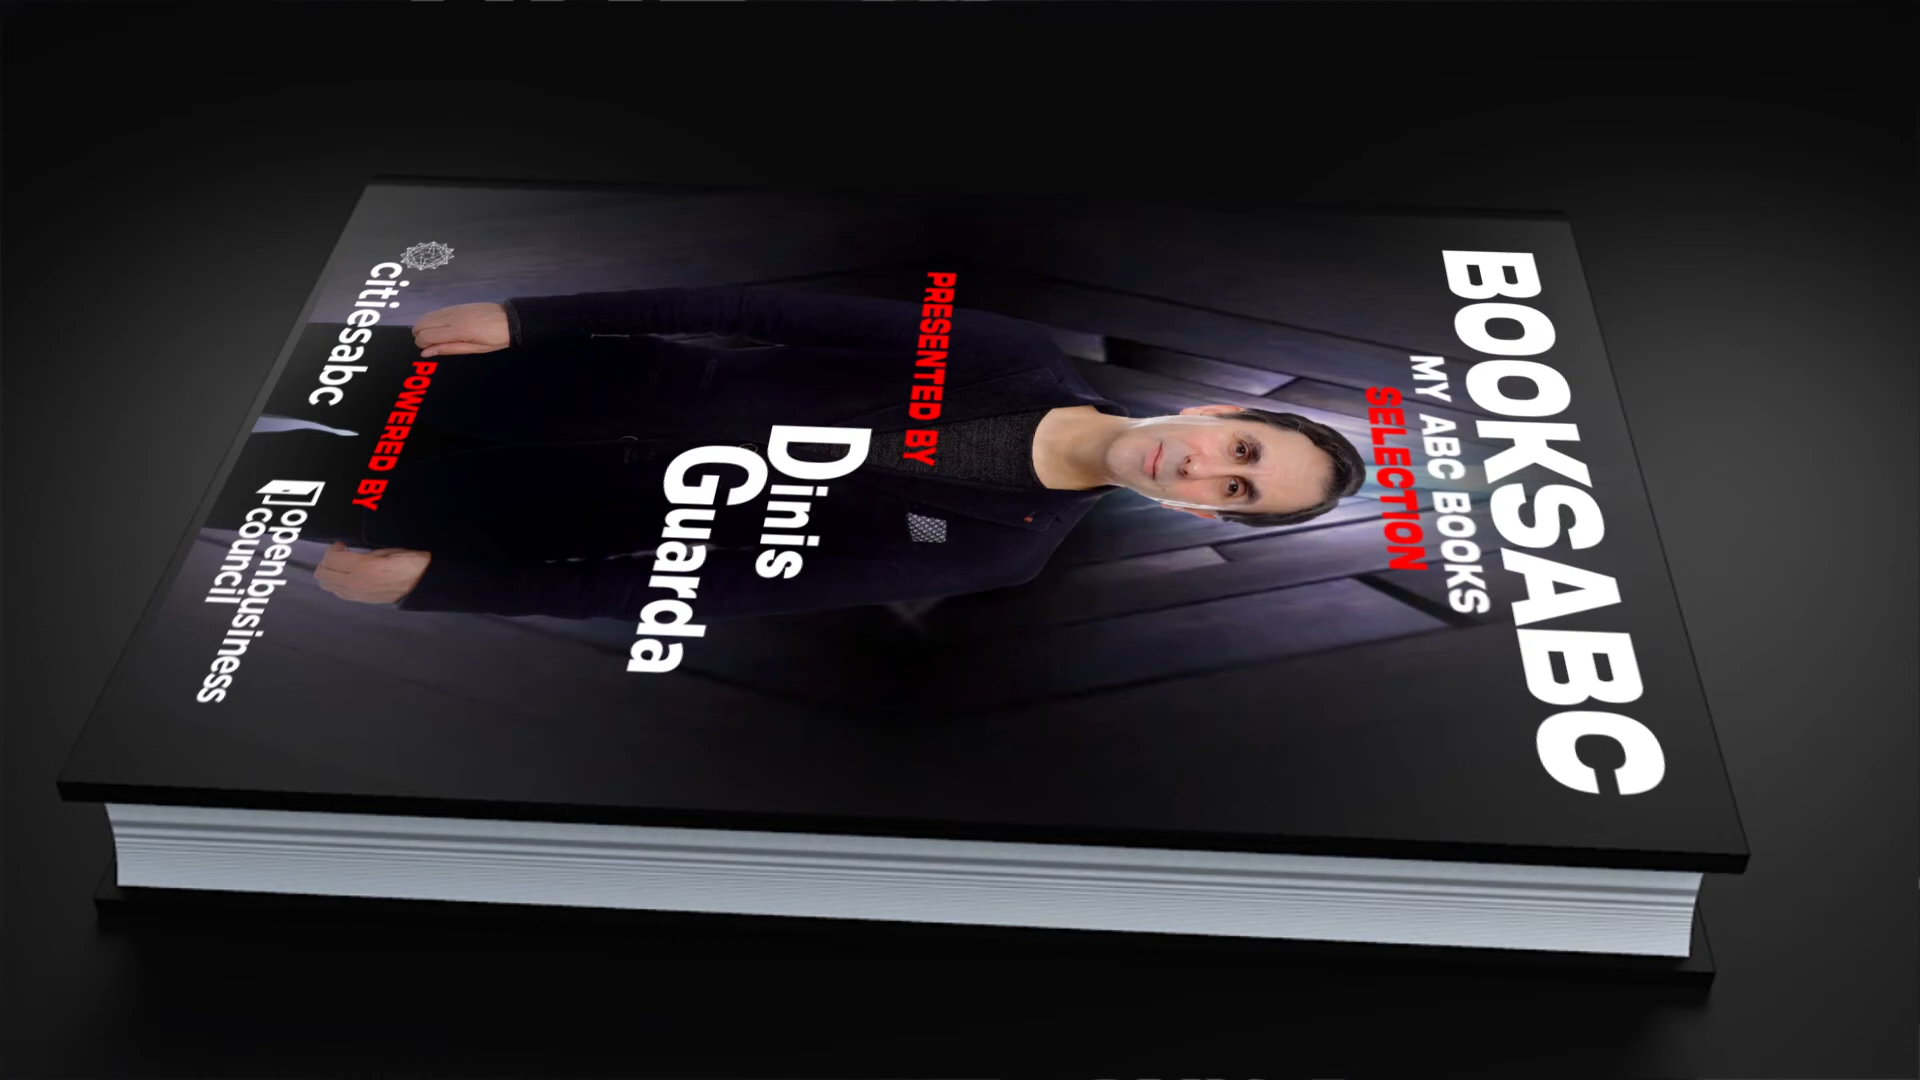 BOOKSABC
MY ABC BOOKS
SELECTION
PRESENTED BY
Dinis
Guarda
POWERED BY
citiesabc
openbusiness
council